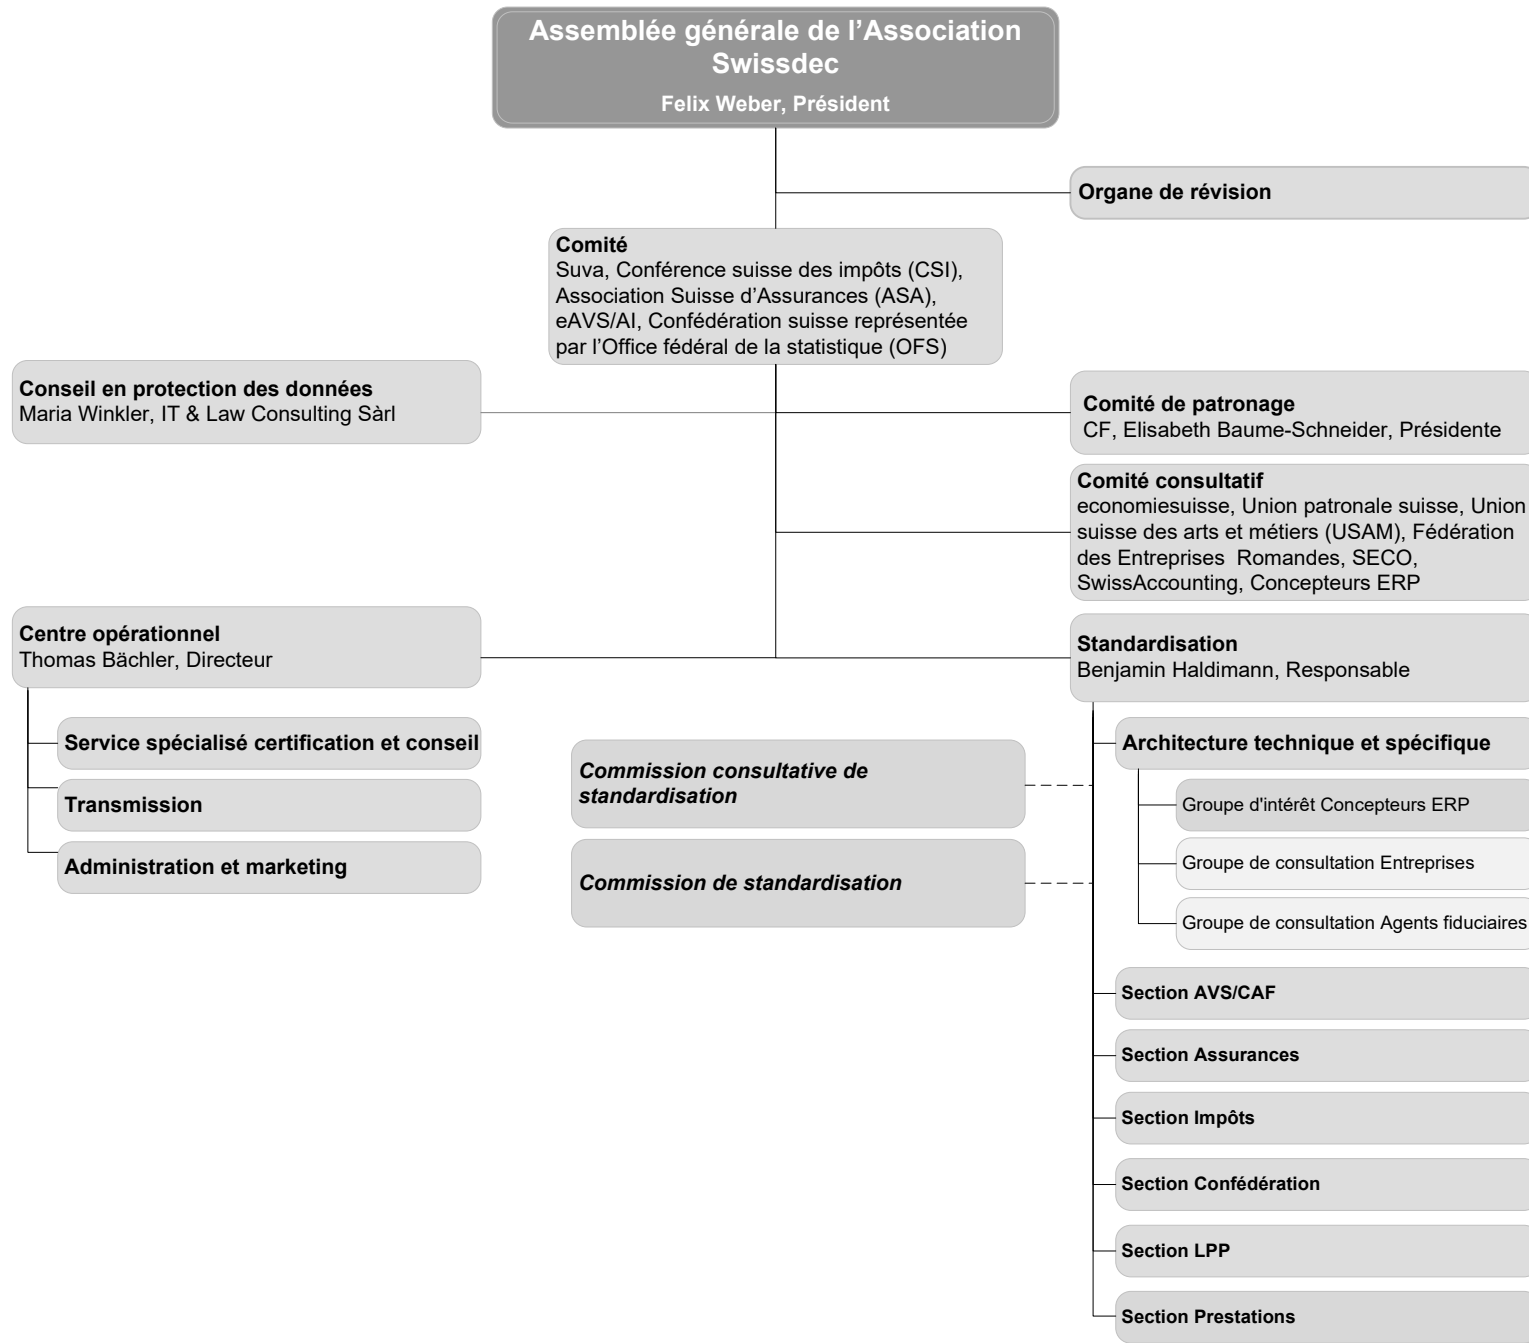 Assemblée générale de l’Association
Swissdec
Felix Weber, Président
Organe de révision
Comité
Suva, Conférence suisse des impôts (CSI),
Association Suisse d’Assurances (ASA),
eAVS/AI, Confédération suisse représentée
par l’Office fédéral de la statistique (OFS)
Conseil en protection des données
Maria Winkler, IT & Law Consulting Sàrl
Comité de patronage
CF, Elisabeth Baume-Schneider, Présidente
Comité consultatif
economiesuisse, Union patronale suisse, Union
suisse des arts et métiers (USAM), Fédération
des Entreprises  Romandes, SECO,
SwissAccounting, Concepteurs ERP
Centre opérationnel
Thomas Bächler, Directeur
Service spécialisé certification et conseil
Transmission
Administration et marketing
Standardisation
Benjamin Haldimann, Responsable
Commission consultative de
standardisation
Commission de standardisation
Architecture technique et spécifique
Groupe d'intérêt Concepteurs ERP
Groupe de consultation Entreprises
Groupe de consultation Agents fiduciaires
Section AVS/CAF
Section Assurances
Section Impôts
Section Confédération
Section LPP
Section Prestations